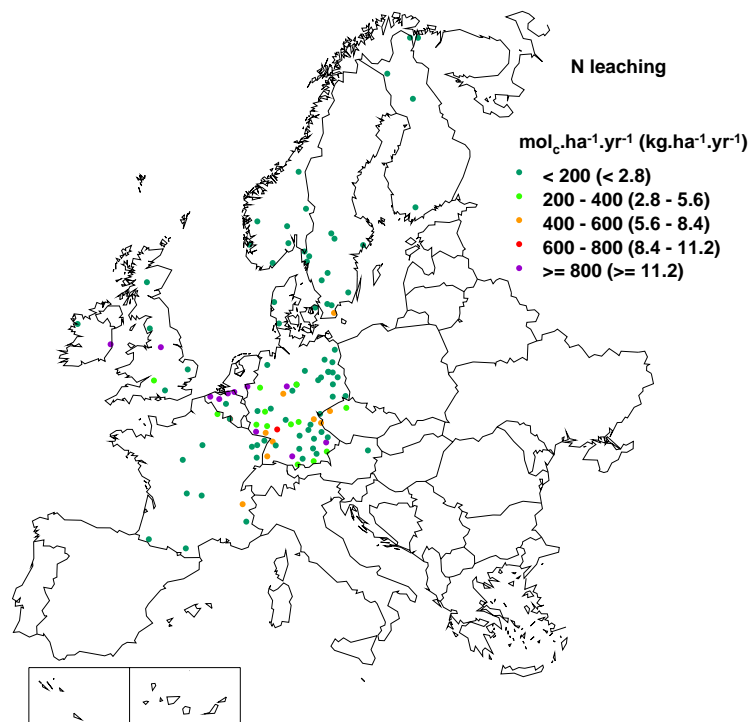 N leaching
mol_c.ha⁻¹.yr⁻¹ (kg.ha⁻¹.yr⁻¹)
< 200 (< 2.8)
200 - 400 (2.8 - 5.6)
400 - 600 (5.6 - 8.4)
600 - 800 (8.4 - 11.2)
>= 800 (>= 11.2)